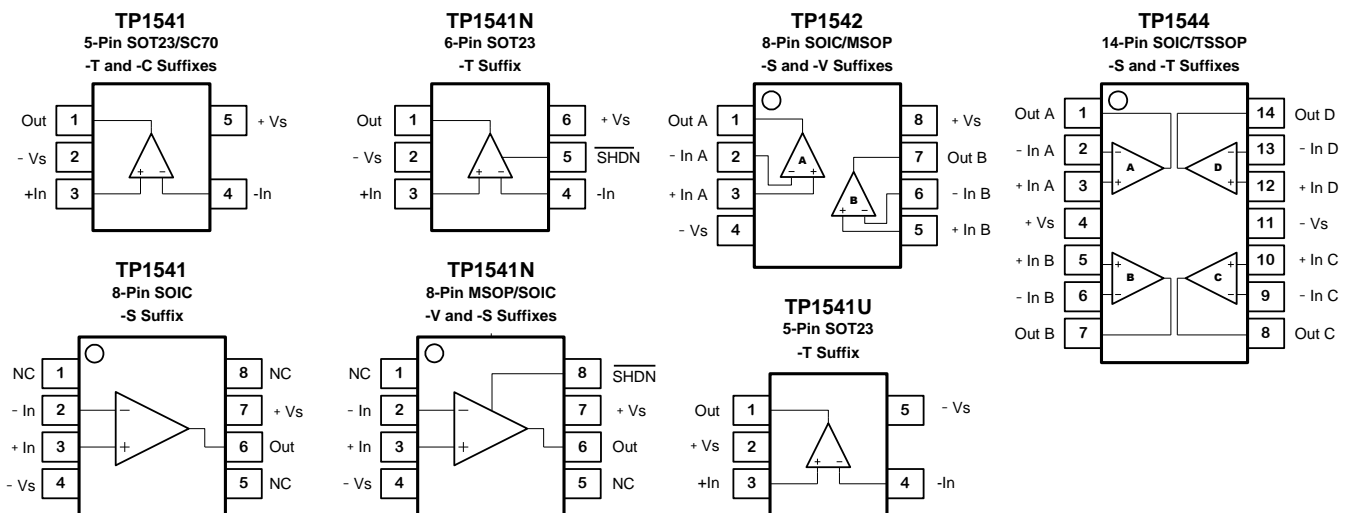 TP1541
5-Pin SOT23/SC70
-T and -C Suffixes
Out 1
5 + Vs
- Vs 2
+In 3
4 -In
+ -
TP1541N
6-Pin SOT23
-T Suffix
Out 1
6 + Vs
- Vs 2
5 SHDN
+In 3
4 -In
+ -
TP1542
8-Pin SOIC/MSOP
-S and -V Suffixes
Out A 1
8 + Vs
- In A 2
7 Out B
+ In A 3
6 - In B
- Vs 4
5 + In B
A
- +
B
+ -
TP1544
14-Pin SOIC/TSSOP
-S and -T Suffixes
Out A 1
14 Out D
- In A 2
13 - In D
+ In A 3
12 + In D
+ Vs 4
11 - Vs
+ In B 5
10 + In C
- In B 6
9 - In C
Out B 7
8 Out C
- A D -
+ +
+ B C +
- -
TP1541
8-Pin SOIC
-S Suffix
NC 1
8 NC
- In 2
7 + Vs
+ In 3
6 Out
- Vs 4
5 NC
-
+
TP1541N
8-Pin MSOP/SOIC
-V and -S Suffixes
NC 1
8 SHDN
- In 2
7 + Vs
+ In 3
6 Out
- Vs 4
5 NC
-
+
TP1541U
5-Pin SOT23
-T Suffix
Out 1
5 - Vs
+ Vs 2
+In 3
4 -In
+ -